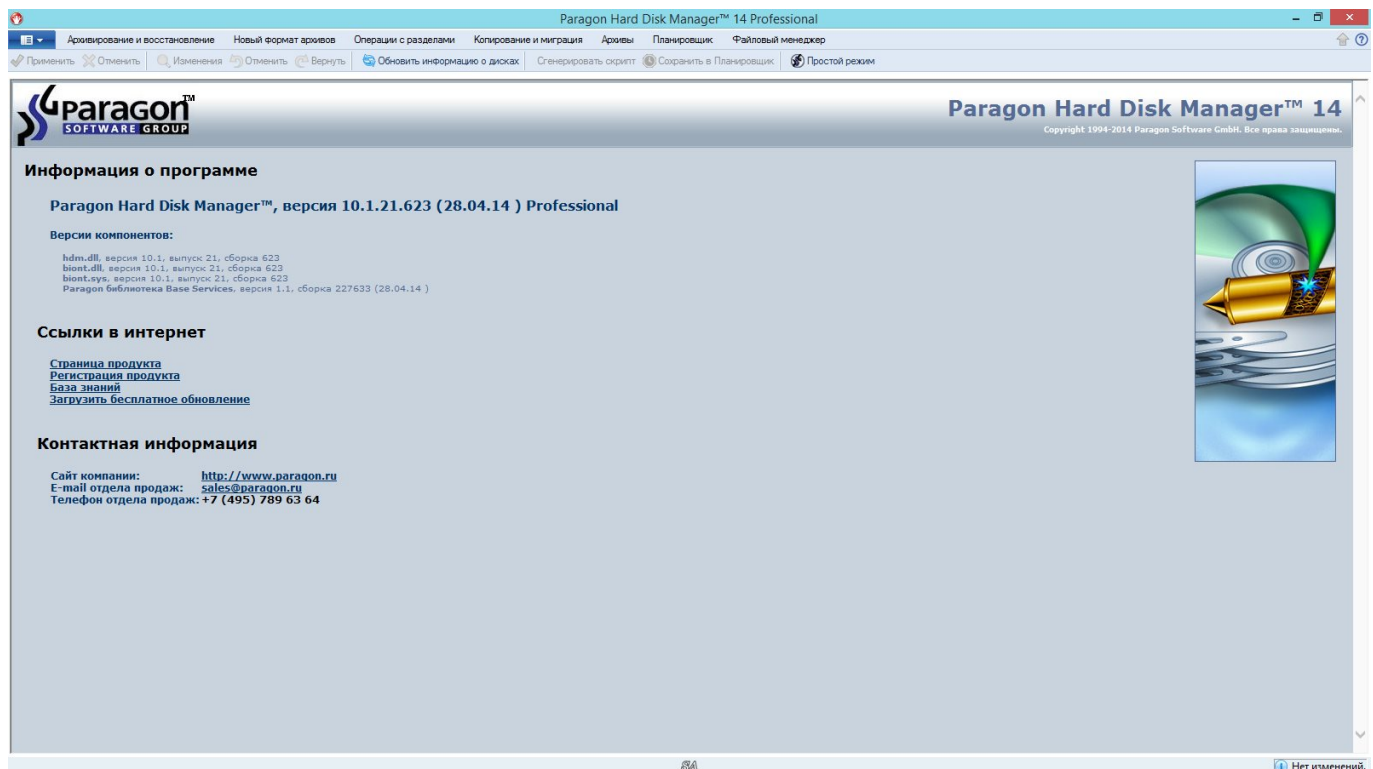 Paragon Hard Disk Manager™ 14 Professional
Архивирование и восстановление Новый формат архивов Операции с разделами Копирование и миграция Архивы Планировщик Файловый менеджер
Применить Отменить Изменения Отменить Вернуть Обновить информацию о дисках Сгенерировать скрипт Сохранить в Планировщик Простой режим
Paragon™
SOFTWARE GROUP
Paragon Hard Disk Manager™ 14
Copyright 1994-2014 Paragon Software GmbH. Все права защищены.
Информация о программе
Paragon Hard Disk Manager™, версия 10.1.21.623 (28.04.14 ) Professional
Версии компонентов:
hdm.dll, версия 10.1, выпуск 21, сборка 623
biont.dll, версия 10.1, выпуск 21, сборка 623
biont.sys, версия 10.1, выпуск 21, сборка 623
Paragon библиотека Base Services, версия 1.1, сборка 227633 (28.04.14 )
Ссылки в интернет
Страница продукта
Регистрация продукта
База знаний
Загрузить бесплатное обновление
Контактная информация
Сайт компании: http://www.paragon.ru
E-mail отдела продаж: sales@paragon.ru
Телефон отдела продаж: +7 (495) 789 63 64
Нет изменений.